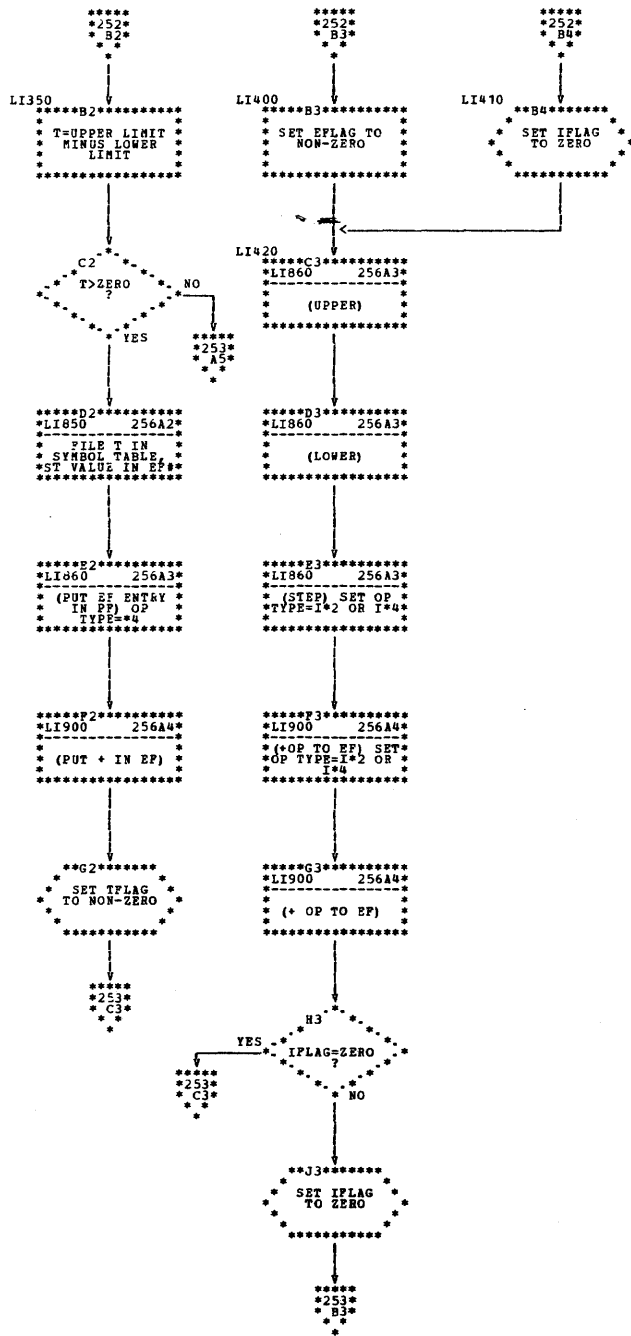 252
B2
LI350
B2
T=UPPER LIMIT
MINUS LOWER
LIMIT
C2
T>ZERO
?
NO
YES
253
A5
D2
LI850 256A2
FILE T IN
SYMBOL TABLE,
ST VALUE IN EF#
E2
LI860 256A3
(PUT EF ENTRY
IN PF) OP
TYPE=*4
F2
LI900 256A4
(PUT + IN EF)
G2
SET TFLAG
TO NON-ZERO
253
C3
252
B3
LI400
B3
SET EFLAG TO
NON-ZERO
LI420
C3
LI860 256A3
(UPPER)
D3
LI860 256A3
(LOWER)
E3
LI860 256A3
(STEP) SET OP
TYPE=I*2 OR I*4
F3
LI900 256A4
(+OP TO EF) SET
OP TYPE=I*2 OR
I*4
G3
LI900 256A4
(+ OP TO EF)
H3
IFLAG=ZERO
?
YES
NO
253
C3
J3
SET IFLAG
TO ZERO
253
B3
252
B4
LI410
B4
SET IFLAG
TO ZERO